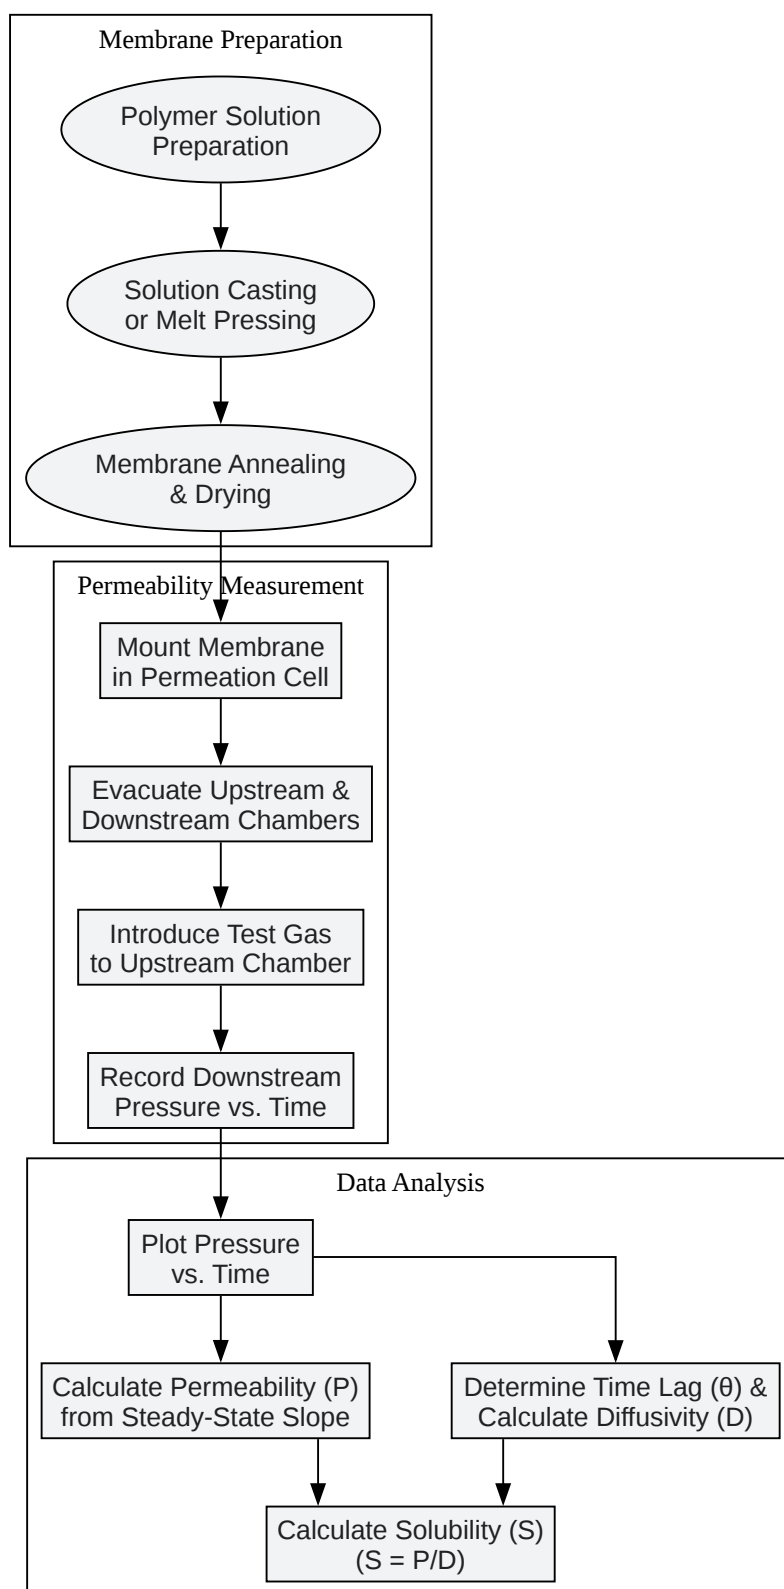 Membrane Preparation
Polymer Solution
Preparation
Solution Casting
or Melt Pressing
Membrane Annealing
& Drying
Permeability Measurement
Mount Membrane
in Permeation Cell
Evacuate Upstream &
Downstream Chambers
Introduce Test Gas
to Upstream Chamber
Record Downstream
Pressure vs. Time
Data Analysis
Plot Pressure
vs. Time
Calculate Permeability (P)
from Steady-State Slope
Determine Time Lag (θ) &
Calculate Diffusivity (D)
Calculate Solubility (S)
(S = P/D)